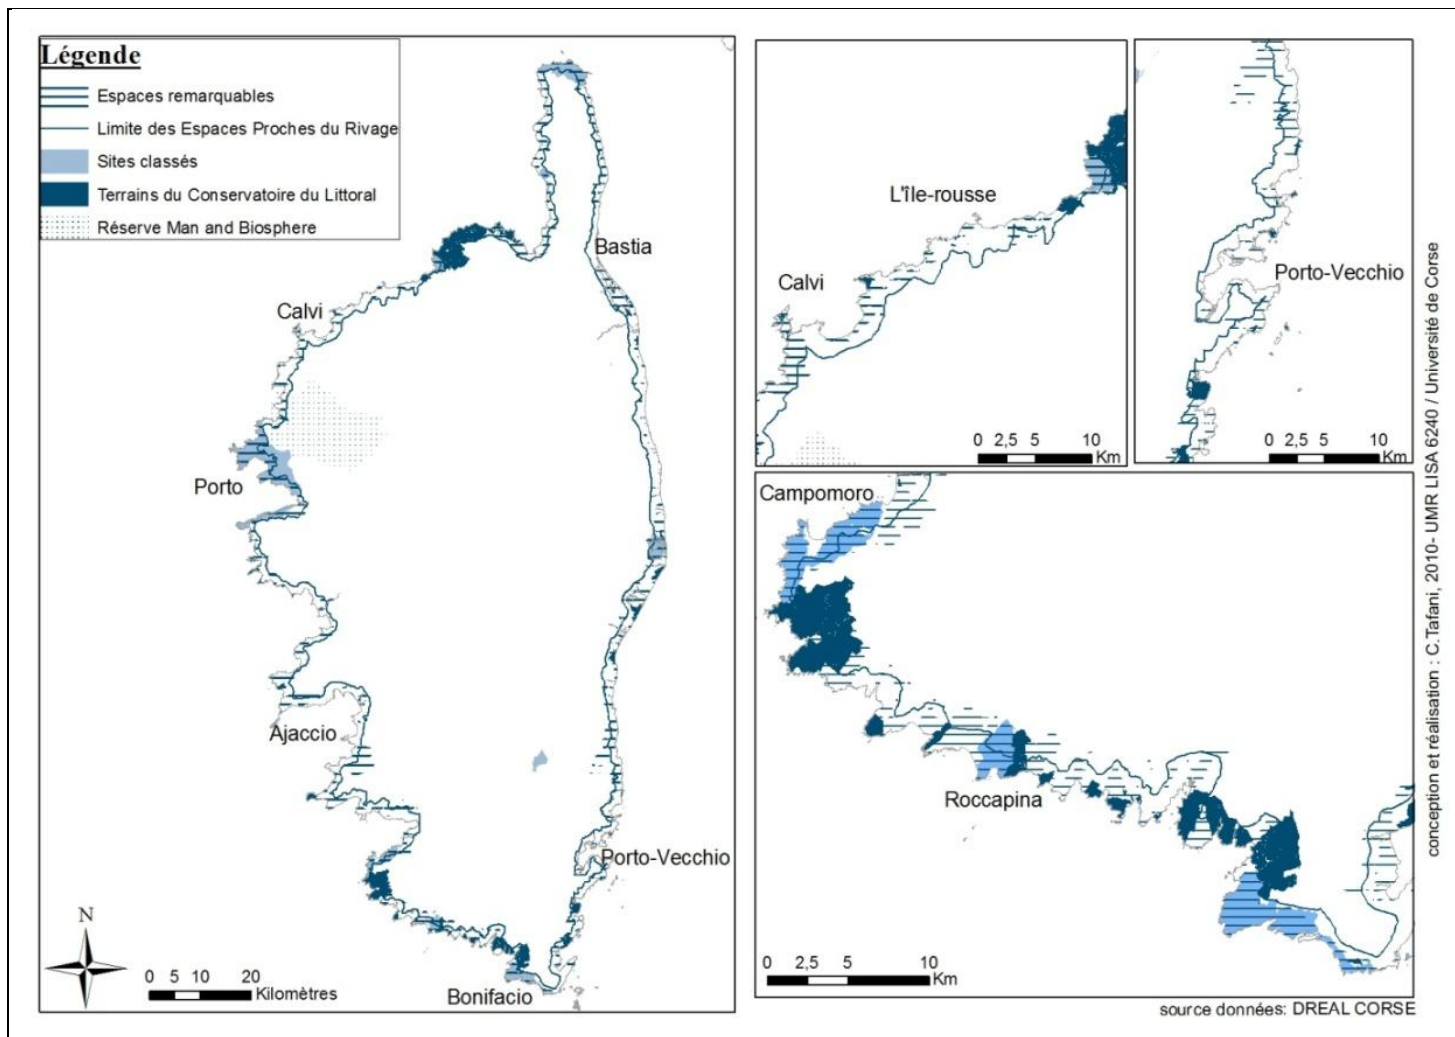 Légende
Espaces remarquables
Limite des Espaces Proches du Rivage
Sites classés
Terrains du Conservatoire du Littoral
Réserve Man and Biosphere
Bastia
Calvi
Porto
Ajaccio
Porto-Vecchio
Bonifacio
N
0 5 10 20
Kilomètres
L'île-rousse
Calvi
0 2,5 5 10
Km
Porto-Vecchio
0 2,5 5 10
Km
Campomoro
Roccapina
0 2,5 5 10
Km
conception et réalisation : C.Tafani, 2010- UMR LISA 6240 / Université de Corse
source données: DREAL CORSE